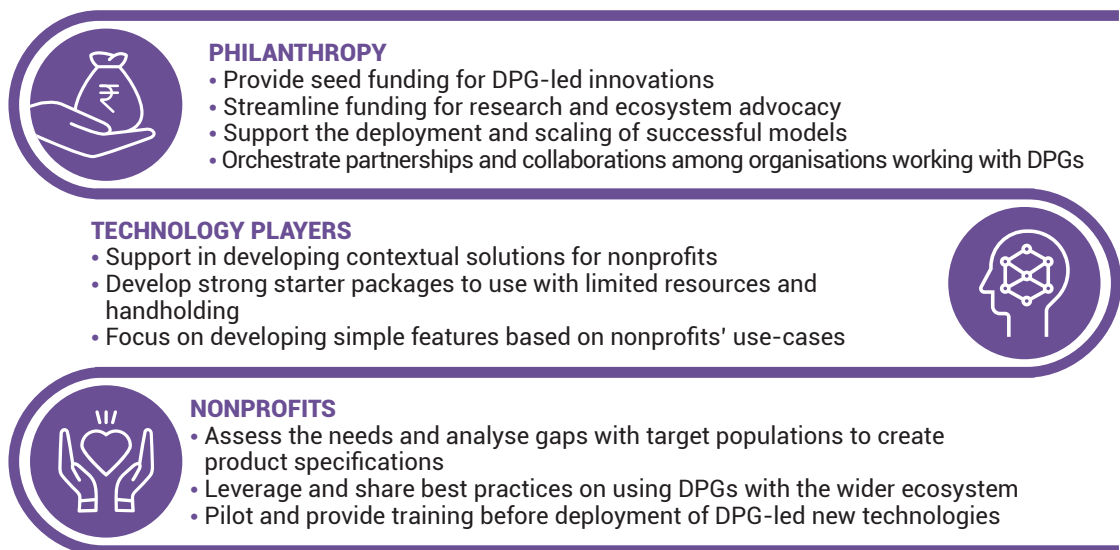 ₹
PHILANTHROPY
• Provide seed funding for DPG-led innovations
• Streamline funding for research and ecosystem advocacy
• Support the deployment and scaling of successful models
• Orchestrate partnerships and collaborations among organisations working with DPGs
TECHNOLOGY PLAYERS
• Support in developing contextual solutions for nonprofits
• Develop strong starter packages to use with limited resources and
handholding
• Focus on developing simple features based on nonprofits' use-cases
NONPROFITS
• Assess the needs and analyse gaps with target populations to create
product specifications
• Leverage and share best practices on using DPGs with the wider ecosystem
• Pilot and provide training before deployment of DPG-led new technologies